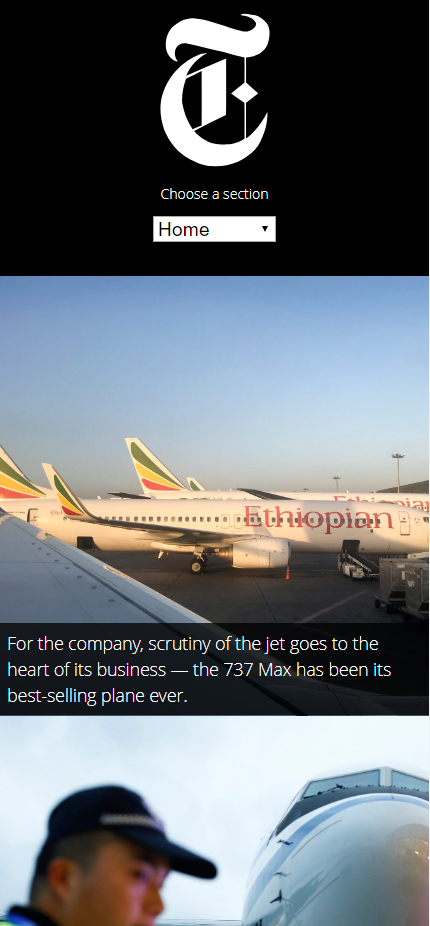 T
Choose a section
Home
Ethiopian
Ethiopian
For the company, scrutiny of the jet goes to the
heart of its business — the 737 Max has been its
best-selling plane ever.